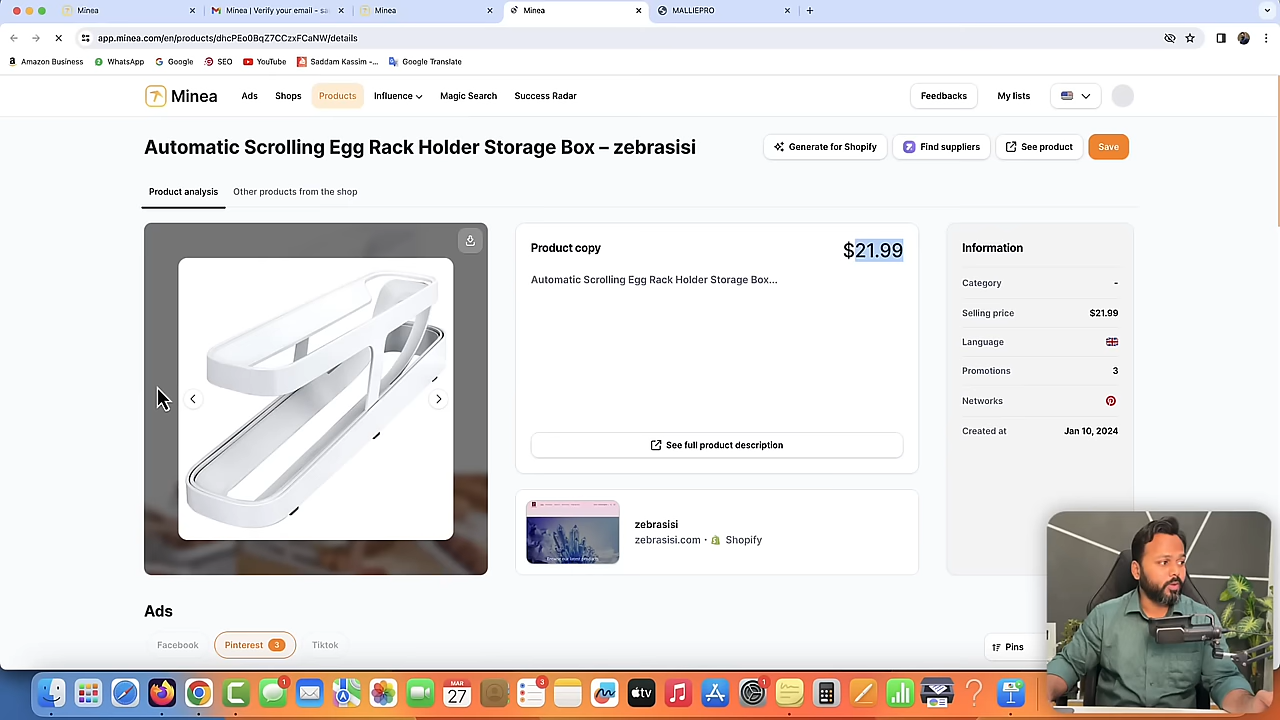 Minea
Minea | Verify your email - sa
Minea
Minea
MALLIEPRO
app.minea.com/en/products/dhcPEo0BqZ7CCzxFCaNW/details
Amazon Business
WhatsApp
Google
SEO
YouTube
Saddam Kassim -...
Google Translate
Minea
Ads
Shops
Products
Influence
Magic Search
Success Radar
Feedbacks
My lists
Automatic Scrolling Egg Rack Holder Storage Box – zebrasisi
Generate for Shopify
Find suppliers
See product
Save
Product analysis
Other products from the shop
Product copy
$21.99
Automatic Scrolling Egg Rack Holder Storage Box...
See full product description
zebrasisi
zebrasisi.com · Shopify
Information
Category -
Selling price $21.99
Language
Promotions 3
Networks
Created at Jan 10, 2024
Ads
Facebook
Pinterest 3
Tiktok
Pins
1
MAR
27
3
tv
1